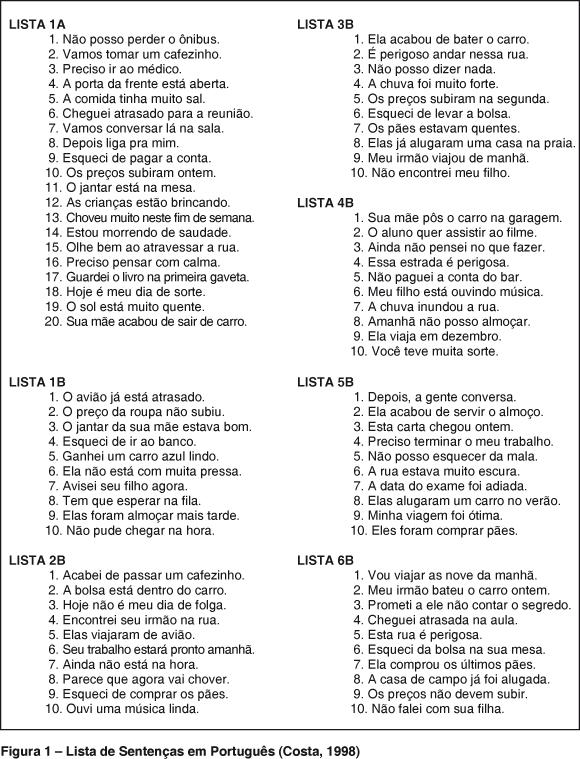 LISTA 1A
1. Não posso perder o ônibus.
2. Vamos tomar um cafezinho.
3. Preciso ir ao médico.
4. A porta da frente está aberta.
5. A comida tinha muito sal.
6. Cheguei atrasado para a reunião.
7. Vamos conversar lá na sala.
8. Depois liga pra mim.
9. Esqueci de pagar a conta.
10. Os preços subiram ontem.
11. O jantar está na mesa.
12. As crianças estão brincando.
13. Choveu muito neste fim de semana.
14. Estou morrendo de saudade.
15. Olhe bem ao atravessar a rua.
16. Preciso pensar com calma.
17. Guardei o livro na primeira gaveta.
18. Hoje é meu dia de sorte.
19. O sol está muito quente.
20. Sua mãe acabou de sair de carro.
LISTA 1B
1. O avião já está atrasado.
2. O preço da roupa não subiu.
3. O jantar da sua mãe estava bom.
4. Esqueci de ir ao banco.
5. Ganhei um carro azul lindo.
6. Ela não está com muita pressa.
7. Avisei seu filho agora.
8. Tem que esperar na fila.
9. Elas foram almoçar mais tarde.
10. Não pude chegar na hora.
LISTA 2B
1. Acabei de passar um cafezinho.
2. A bolsa está dentro do carro.
3. Hoje não é meu dia de folga.
4. Encontrei seu irmão na rua.
5. Elas viajaram de avião.
6. Seu trabalho estará pronto amanhã.
7. Ainda não está na hora.
8. Parece que agora vai chover.
9. Esqueci de comprar os pães.
10. Ouvi uma música linda.
LISTA 3B
1. Ela acabou de bater o carro.
2. É perigoso andar nessa rua.
3. Não posso dizer nada.
4. A chuva foi muito forte.
5. Os preços subiram na segunda.
6. Esqueci de levar a bolsa.
7. Os pães estavam quentes.
8. Elas já alugaram uma casa na praia.
9. Meu irmão viajou de manhã.
10. Não encontrei meu filho.
LISTA 4B
1. Sua mãe pôs o carro na garagem.
2. O aluno quer assistir ao filme.
3. Ainda não pensei no que fazer.
4. Essa estrada é perigosa.
5. Não paguei a conta do bar.
6. Meu filho está ouvindo música.
7. A chuva inundou a rua.
8. Amanhã não posso almoçar.
9. Ela viaja em dezembro.
10. Você teve muita sorte.
LISTA 5B
1. Depois, a gente conversa.
2. Ela acabou de servir o almoço.
3. Esta carta chegou ontem.
4. Preciso terminar o meu trabalho.
5. Não posso esquecer da mala.
6. A rua estava muito escura.
7. A data do exame foi adiada.
8. Elas alugaram um carro no verão.
9. Minha viagem foi ótima.
10. Eles foram comprar pães.
LISTA 6B
1. Vou viajar as nove da manhã.
2. Meu irmão bateu o carro ontem.
3. Prometi a ele não contar o segredo.
4. Cheguei atrasada na aula.
5. Esta rua é perigosa.
6. Esqueci da bolsa na sua mesa.
7. Ela comprou os últimos pães.
8. A casa de campo já foi alugada.
9. Os preços não devem subir.
10. Não falei com sua filha.
Figura 1 – Lista de Sentenças em Português (Costa, 1998)